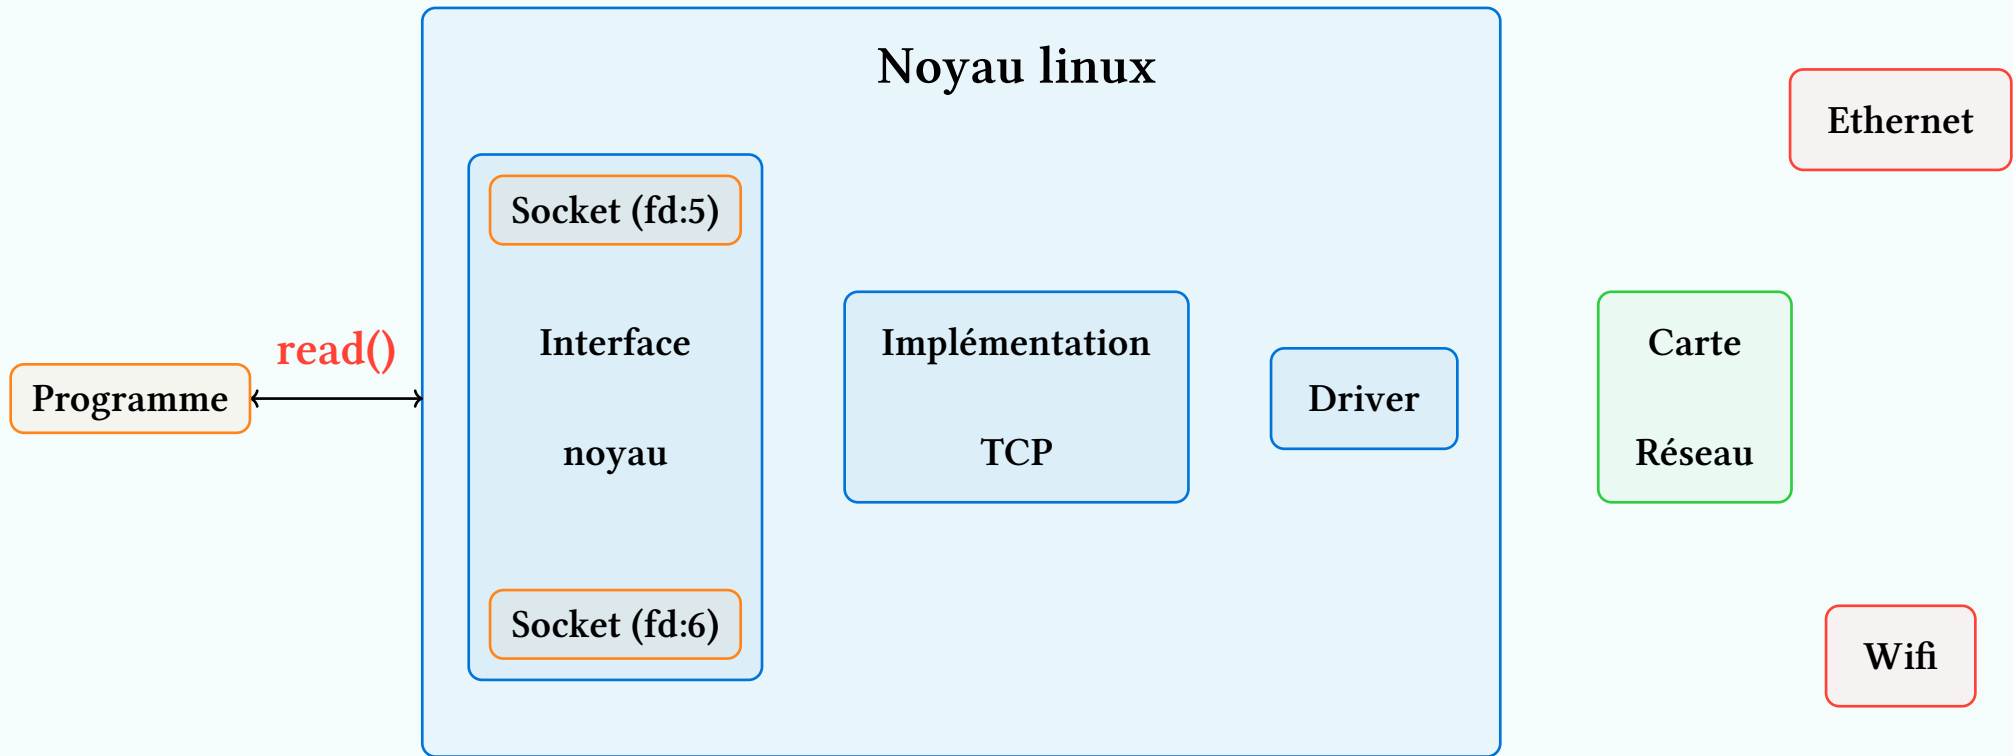 Noyau linux
Ethernet
Socket (fd:5)
Interface
noyau
Socket (fd:6)
read()
Programme
Implémentation
TCP
Driver
Carte
Réseau
Wifi